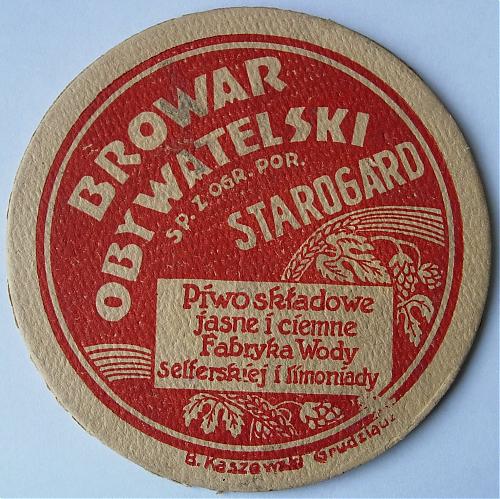 BROWAR
OBYWATELSKI
SP. Z. OGR. POR.
STAROGARD
Piwo składowe
jasne i ciemne
Fabryka Wody
selterskiej i limoniady
B. Kaszewski Grudziądz